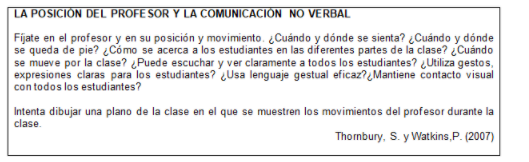 LA POSICIÓN DEL PROFESOR Y LA COMUNICACIÓN NO VERBAL
Fíjate en el profesor y en su posición y movimiento. ¿Cuándo y dónde se sienta? ¿Cuándo y dónde
se queda de pie? ¿Cómo se acerca a los estudiantes en las diferentes partes de la clase? ¿Cuándo
se mueve por la clase? ¿Puede escuchar y ver claramente a todos los estudiantes? ¿Utiliza gestos,
expresiones claras para los estudiantes? ¿Usa lenguaje gestual eficaz?¿Mantiene contacto visual
con todos los estudiantes?
Intenta dibujar una plano de la clase en el que se muestren los movimientos del profesor durante la
clase.
Thornbury, S. y Watkins,P. (2007)